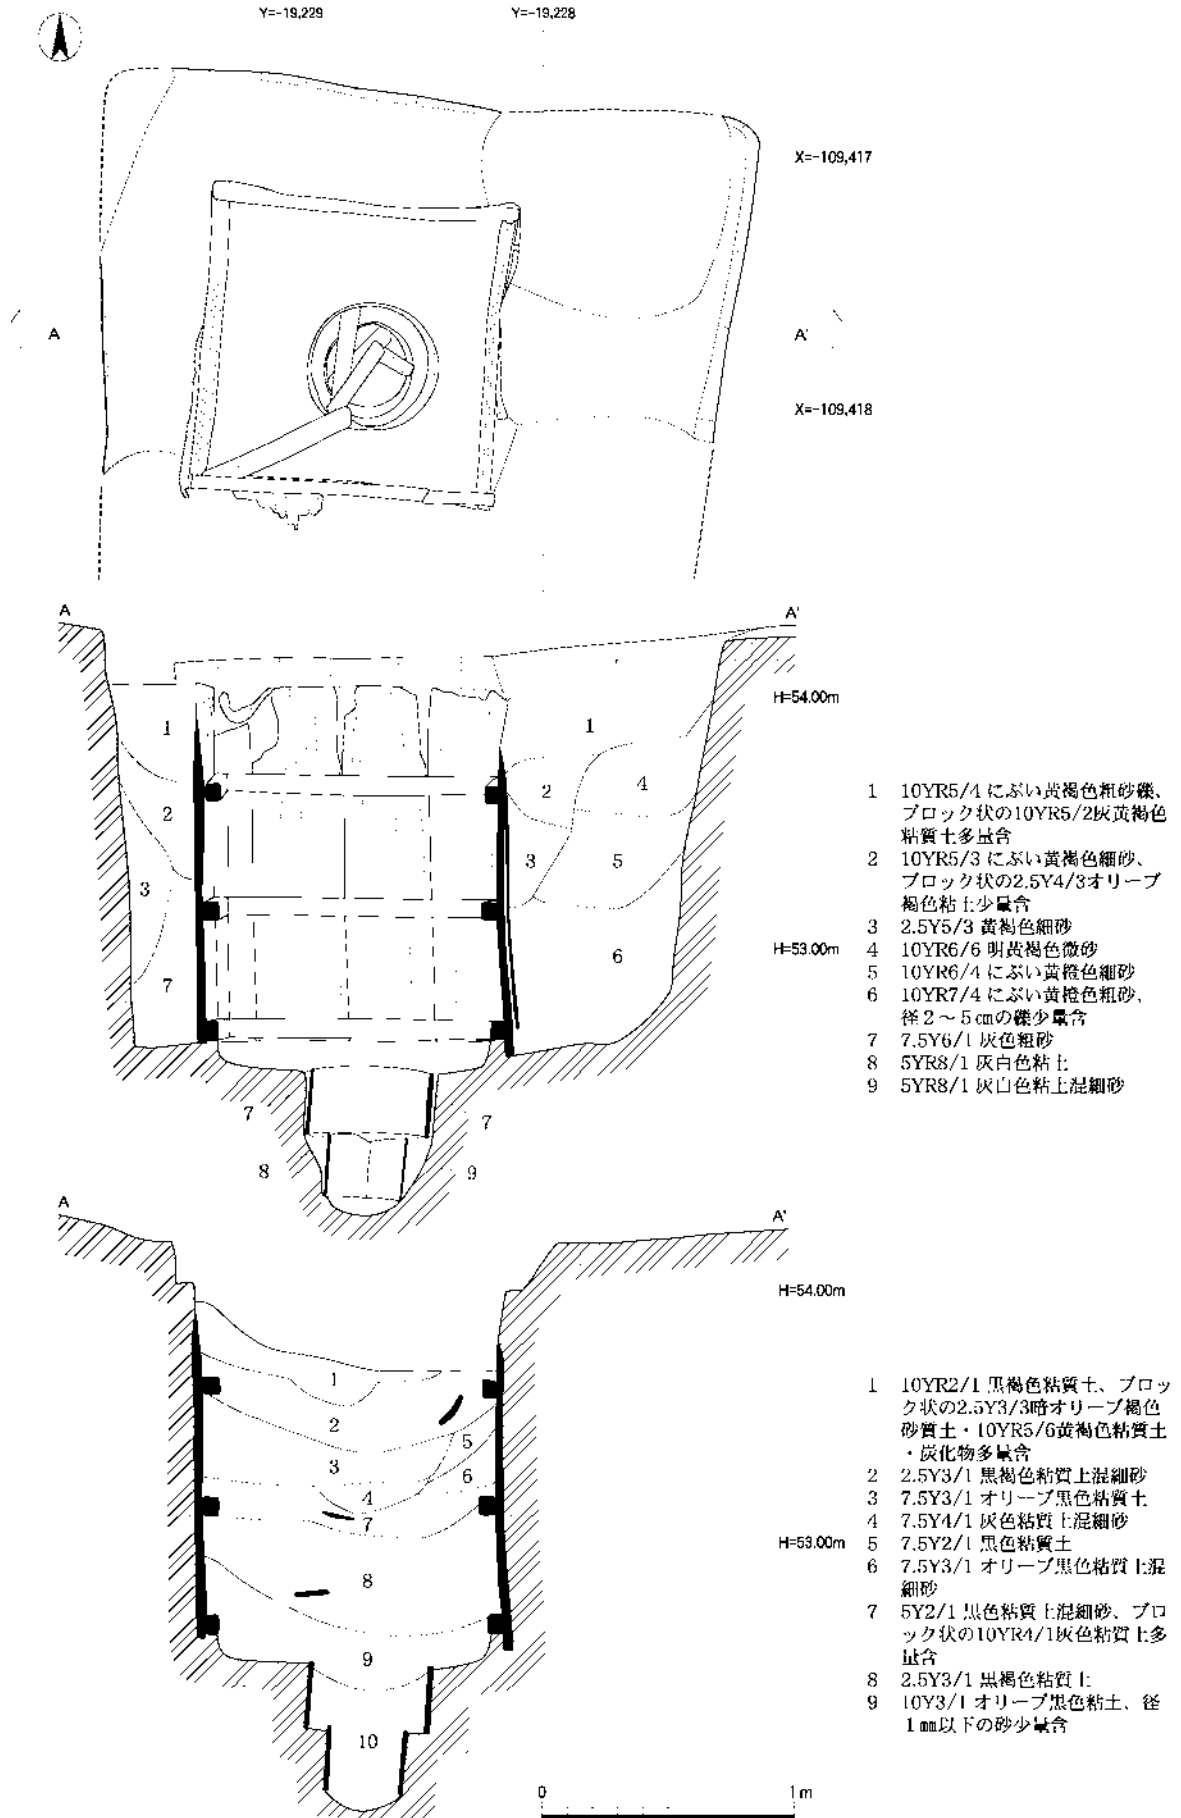 Y=-19,229
Y=-19,228
X=-109,417
A
A'
X=-109,418
A
A'
H=54.00m
1
1
2
2
4
3
3
5
H=53.00m
6
7
7
7
8
9
1 10YR5/4 にぶい黄褐色粗砂礫、
ブロック状の10YR5/2灰黄褐色
粘質土多量含
2 10YR5/3 にぶい黄褐色細砂、
ブロック状の2.5Y4/3オリーブ
褐色粘土少量含
3 2.5Y5/3 黄褐色細砂
4 10YR6/6 明黄褐色微砂
5 10YR6/4 にぶい黄橙色細砂
6 10YR7/4 にぶい黄橙色粗砂、
径2~5㎝の礫少量含
7 7.5Y6/1 灰色粗砂
8 5YR8/1 灰白色粘土
9 5YR8/1 灰白色粘土混細砂
A
A'
H=54.00m
1
2
5
3
6
4
7
H=53.00m
8
9
10
1 10YR2/1 黒褐色粘質土、ブロッ
ク状の2.5Y3/3暗オリーブ褐色
砂質土・10YR5/6黄褐色粘質土
・炭化物多量含
2 2.5Y3/1 黒褐色粘質土混細砂
3 7.5Y3/1 オリーブ黒色粘質土
4 7.5Y4/1 灰色粘質土混細砂
5 7.5Y2/1 黒色粘質土
6 7.5Y3/1 オリーブ黒色粘質土混
細砂
7 5Y2/1 黒色粘質土混細砂、ブロ
ック状の10YR4/1灰色粘質土多
量含
8 2.5Y3/1 黒褐色粘質土
9 10Y3/1 オリーブ黒色粘土、径
1㎜以下の砂少量含
0
1m